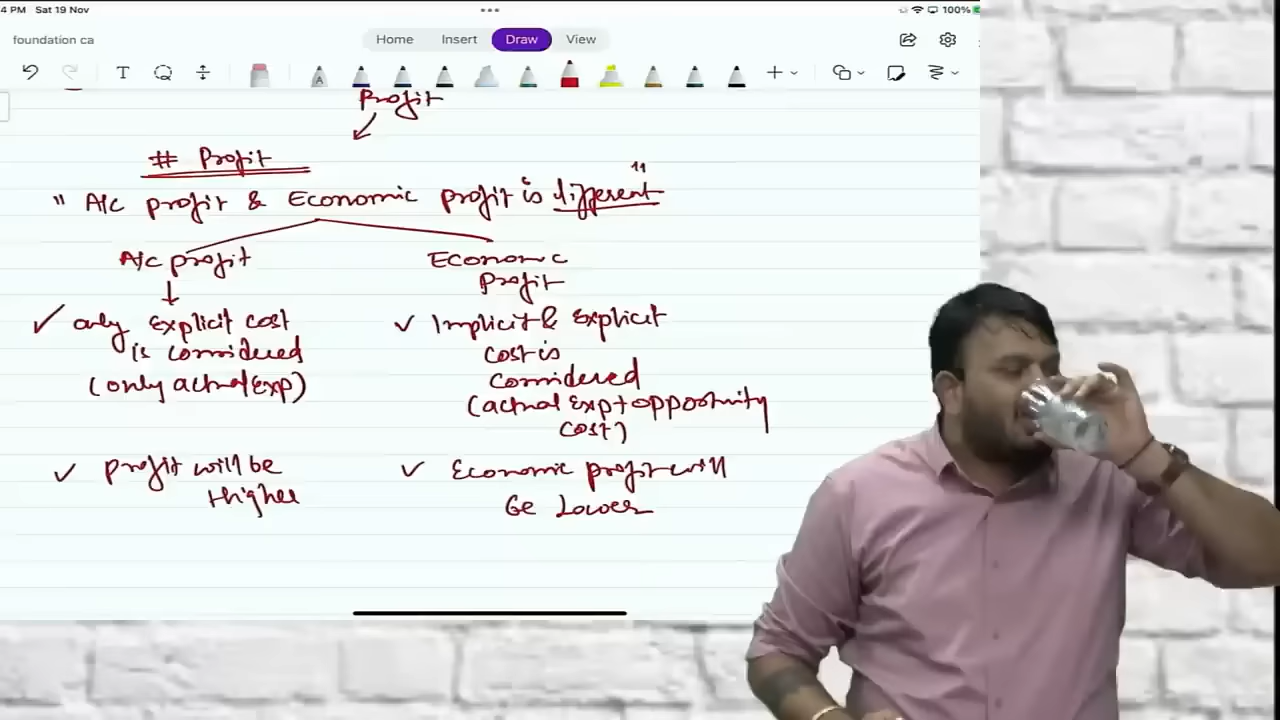 4 PM Sat 19 Nov
100%
foundation ca
Home Insert Draw View
Profit
# Profit
" A/c profit & Economic profit is different "
A/c profit
Economic
Profit
only Explicit cost
is considered
(only actual Exp)
Implicit & Explicit
cost is
considered
(actual Exp + opportunity
cost)
profit will be
Higher
Economic profit will
be Lower